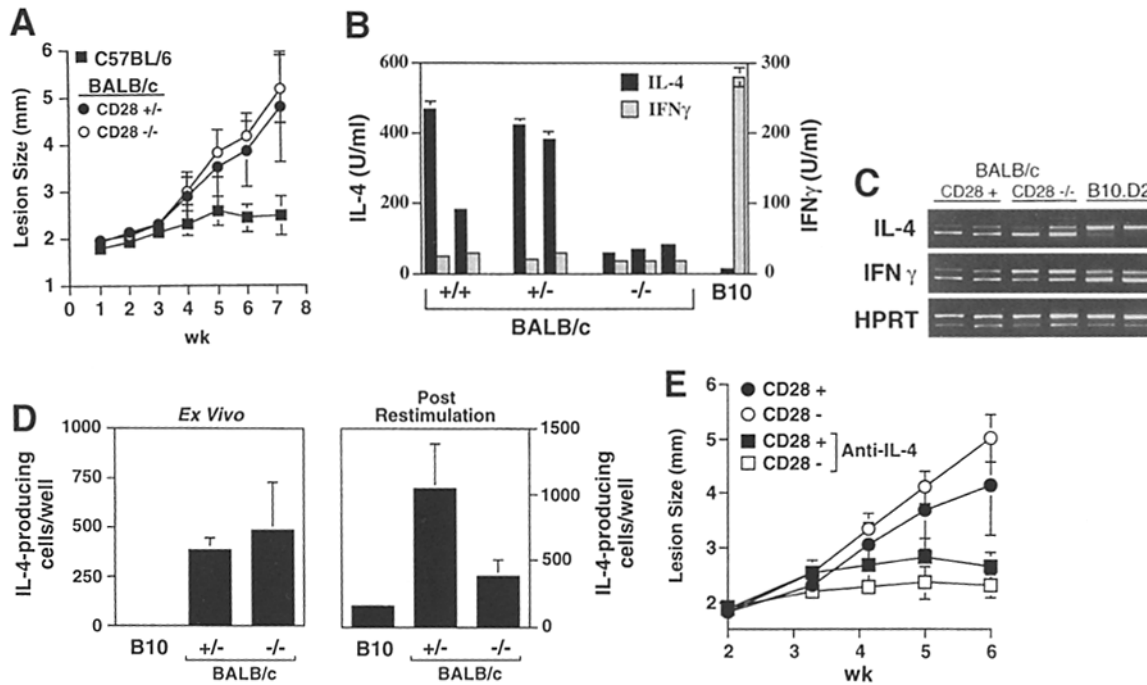 A
Lesion Size (mm)
6
5
4
3
2
1
0 1 2 3 4 5 6 7 8
wk
C57BL/6
BALB/c
CD28 +/-
CD28 -/-
B
IL-4 (U/ml)
600
400
200
0
IL-4
IFNγ
300
200
100
0
IFNγ (U/ml)
+/+ +/- -/- B10
BALB/c
C
BALB/c
CD28 + CD28 -/- B10.D2
IL-4
IFN γ
HPRT
D
Ex Vivo
IL-4-producing
cells/well
1000
750
500
250
0
B10 +/- -/-
BALB/c
Post
Restimulation
1500
1000
500
0
IL-4-producing
cells/well
B10 +/- -/-
BALB/c
E
Lesion Size (mm)
6
5
4
3
2
2 3 4 5 6
wk
CD28 +
CD28 -
CD28 +
CD28 -
Anti-IL-4